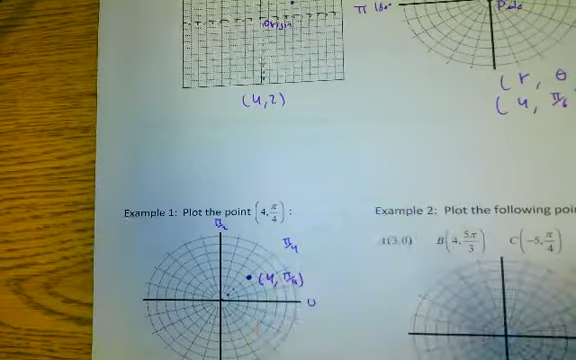 origin
π 180°
Pole
(4,2)
(r, θ
(4, π/6
Example 1: Plot the point (4, π/4):
Example 2: Plot the following poin
π/2
π/4
(4, π/4)
0
A(3,0) B(4, 5π/3) C(-5, π/4)